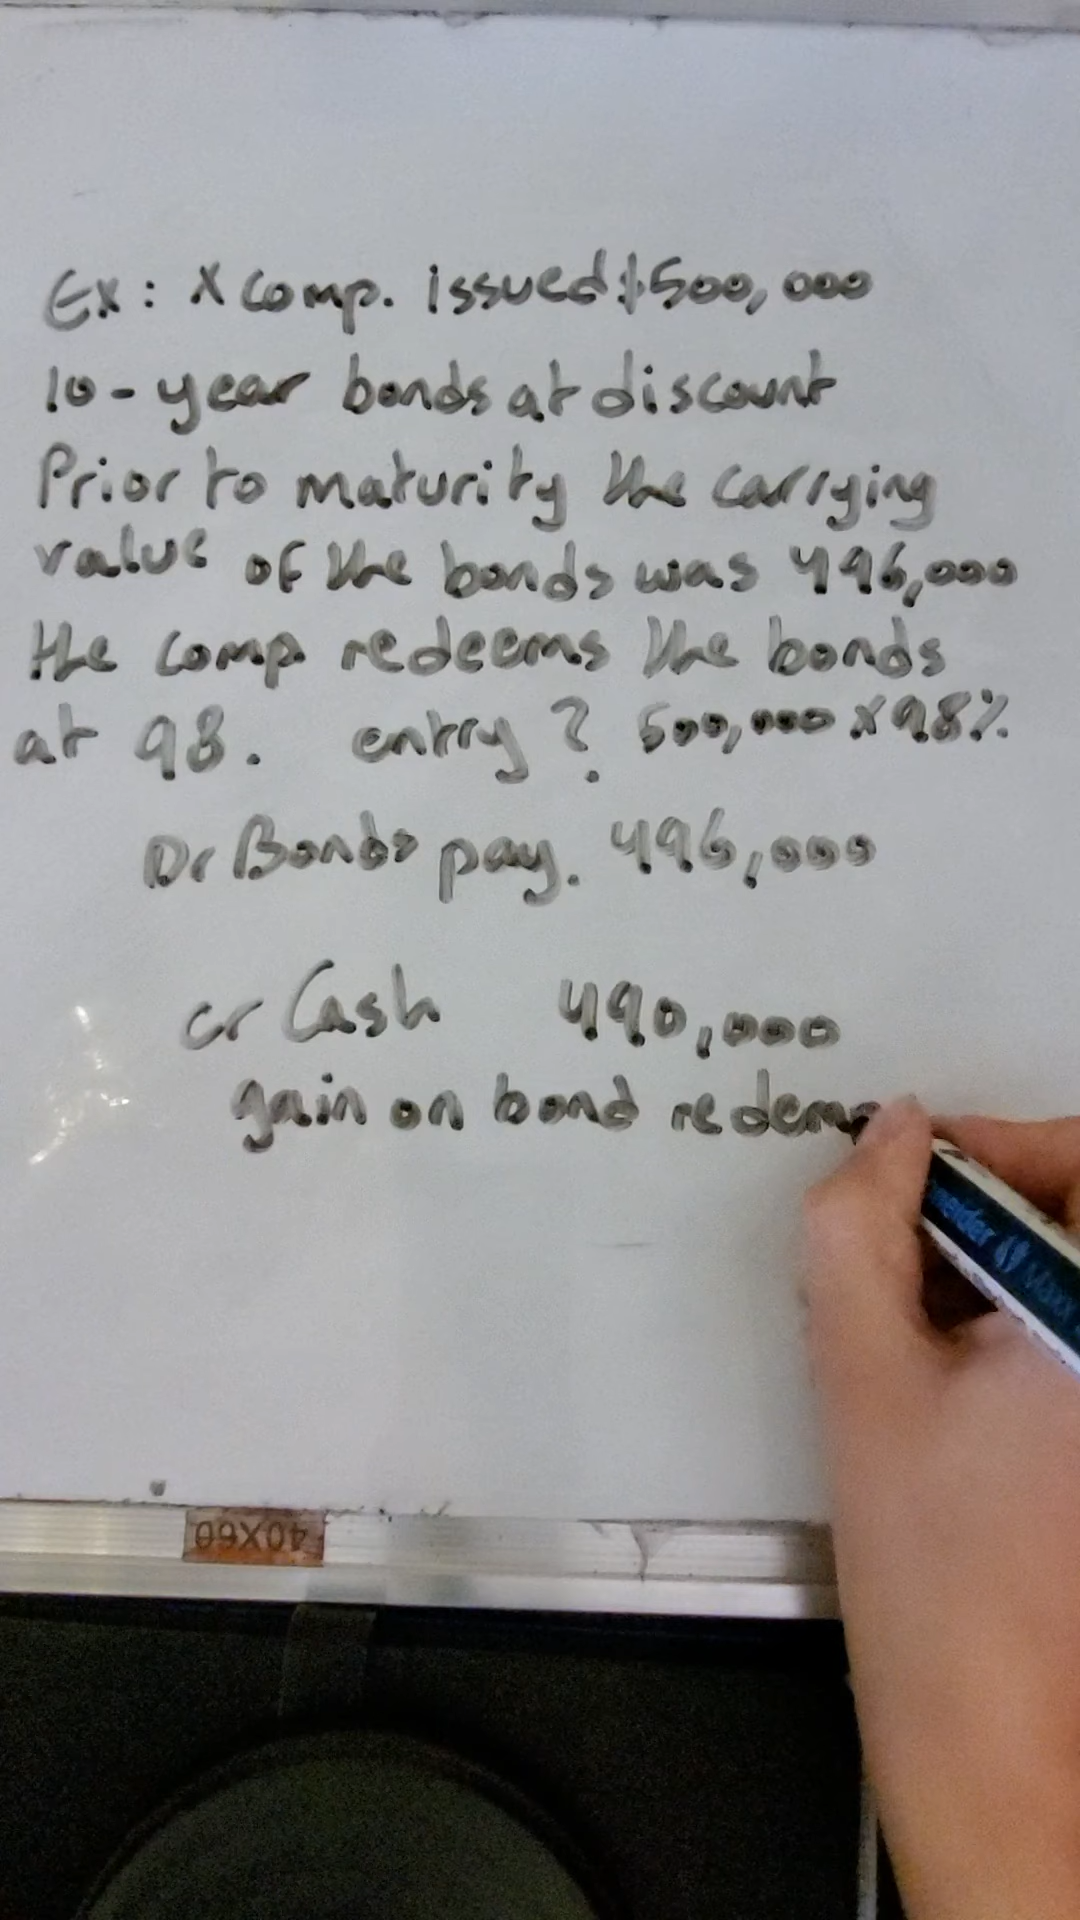 Ex: X comp. issued $500,000
10-year bonds at discount
Prior to maturity the carrying
value of the bonds was 496,000
the comp. redeems the bonds
at 98. entry? 500,000 x 98%
Dr Bonds pay. 496,000
cr Cash 490,000
gain on bond redemp
40X60